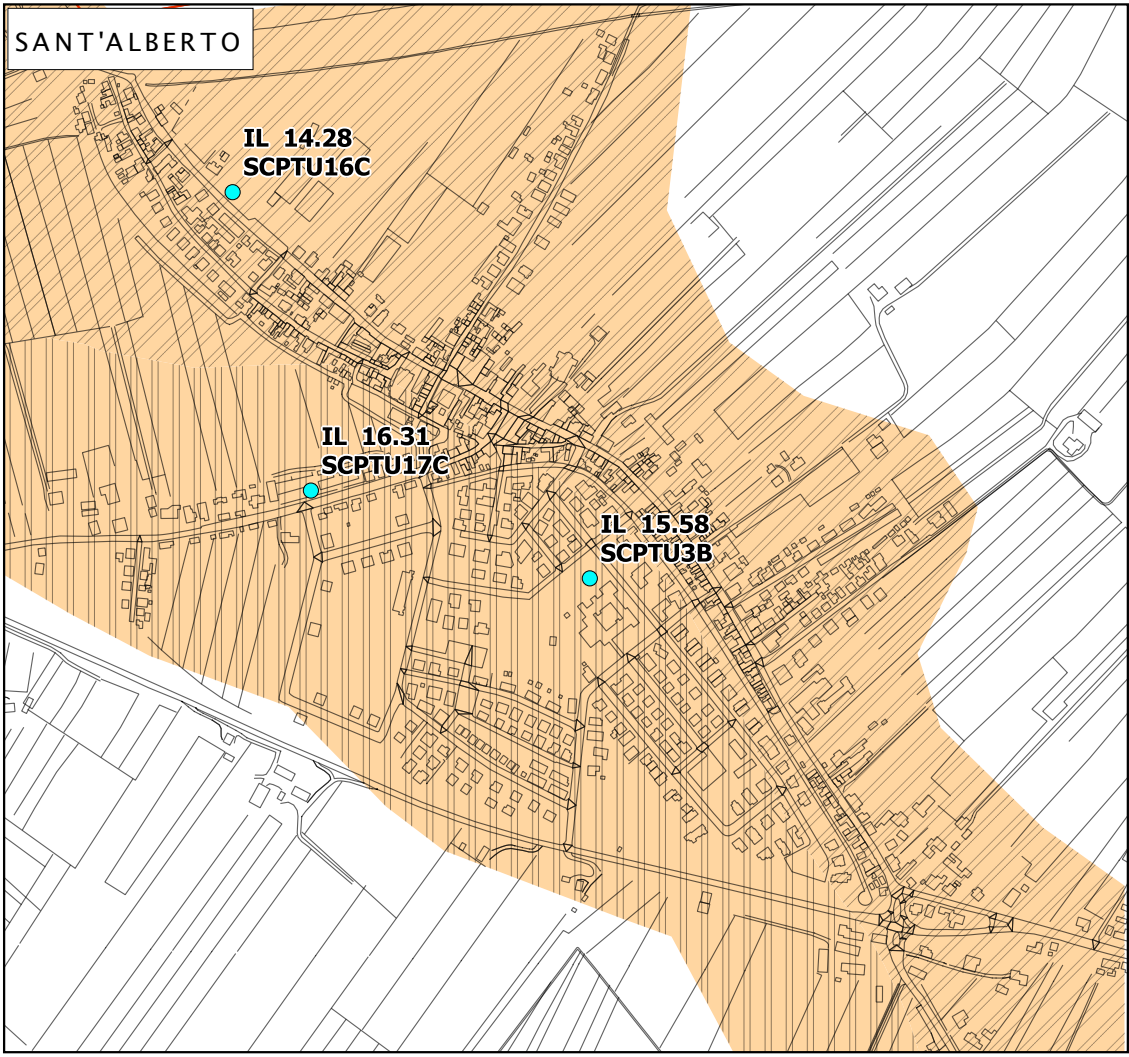 SANT'ALBERTO
IL 14.28
SCPTU16C
IL 16.31
SCPTU17C
IL 15.58
SCPTU3B